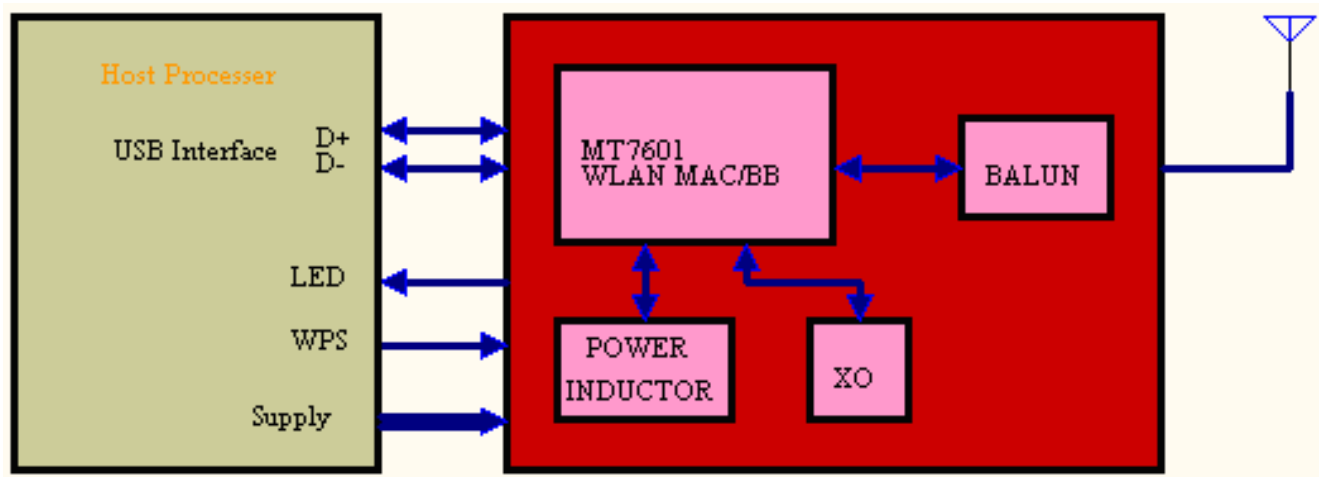 Host Processer
USB Interface
D+
D-
LED
WPS
Supply
MT7601
WLAN MAC/BB
BALUN
POWER
INDUCTOR
XO